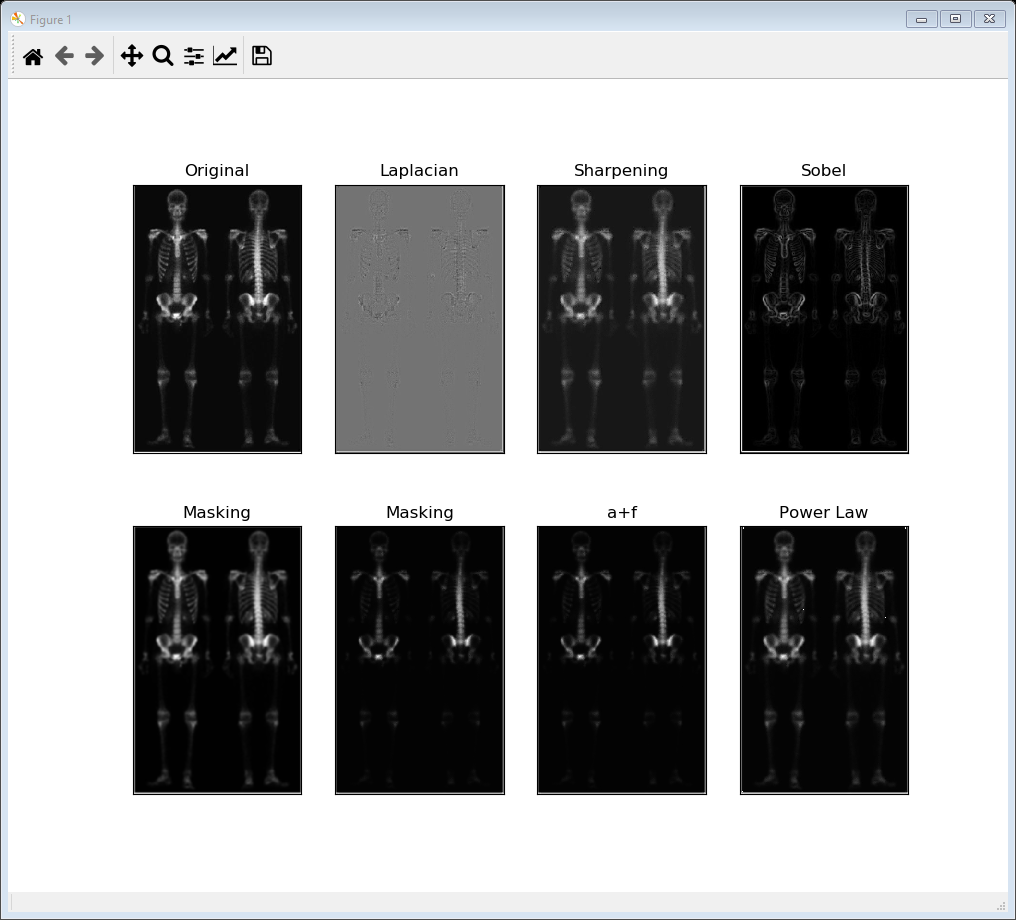 Figure 1
Original
Laplacian
Sharpening
Sobel
Masking
Masking
a+f
Power Law